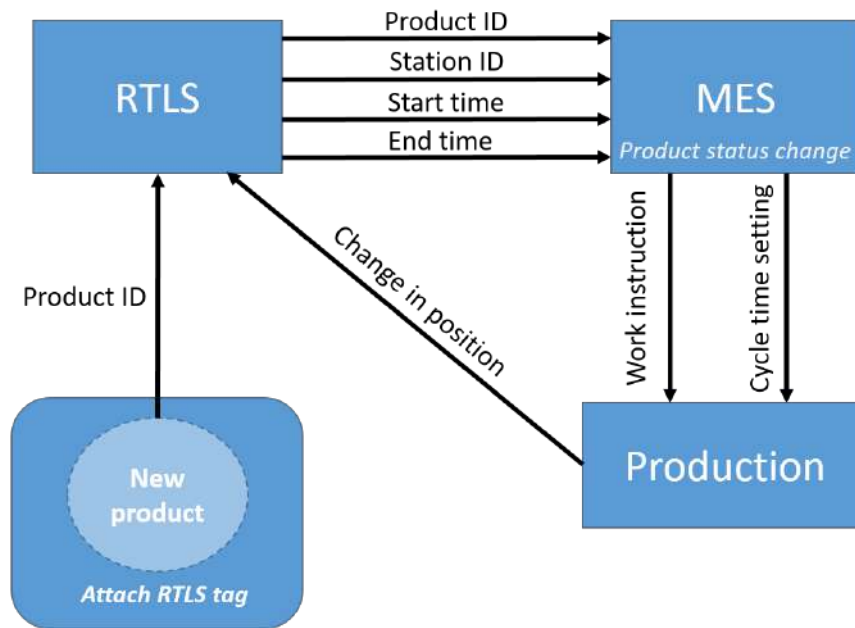 Product ID
Station ID
Start time
End time
RTLS
MES
Product status change
Change in position
Work instruction
Cycle time setting
Product ID
Production
New
product
Attach RTLS tag